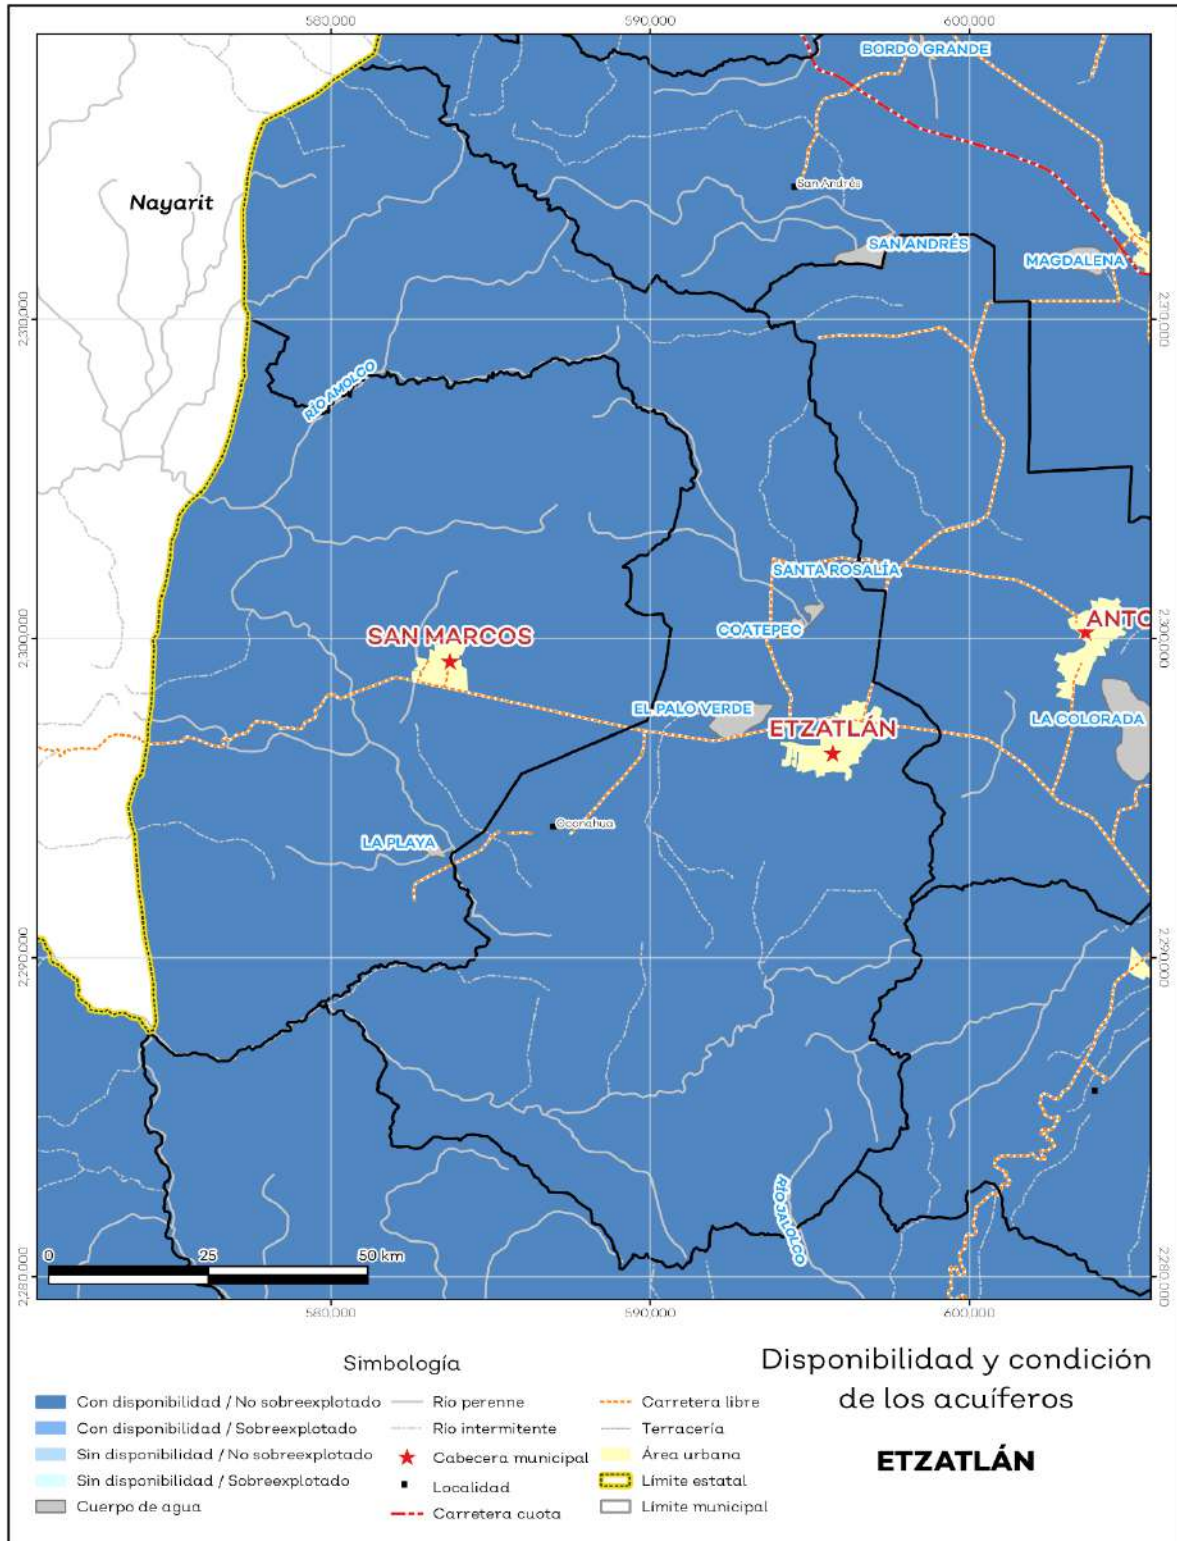 580,000
590,000
600,000
BORDO GRANDE
San Andrés
Nayarit
SAN ANDRÉS
MAGDALENA
2,310,000
2,310,000
RÍO AMOLCO
SANTA ROSALÍA
COATEPEC
ANTO
2,300,000
2,300,000
SAN MARCOS
EL PALO VERDE
LA COLORADA
ETZATLÁN
Oconahua
LA PLAYA
2,290,000
2,290,000
RÍO JALOLCO
0 25 50 km
2,280,000
2,280,000
580,000
590,000
600,000
Simbología
Con disponibilidad / No sobreexplotado
Con disponibilidad / Sobreexplotado
Sin disponibilidad / No sobreexplotado
Sin disponibilidad / Sobreexplotado
Cuerpo de agua
Río perenne
Río intermitente
Cabecera municipal
Localidad
Carretera cuota
Carretera libre
Terracería
Área urbana
Límite estatal
Límite municipal
Disponibilidad y condición
de los acuíferos
ETZATLÁN